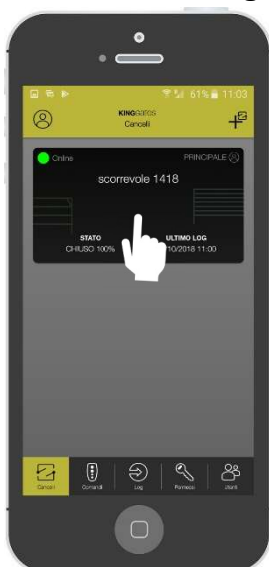 61% 11:03
KINGgates
Cancelli
Online
PRINCIPALE
scorrevole 1418
STATO
ULTIMO LOG
CHIUSO 100%
/10/2018 11:00
Cancelli
Comandi
Log
Permessi
Utenti